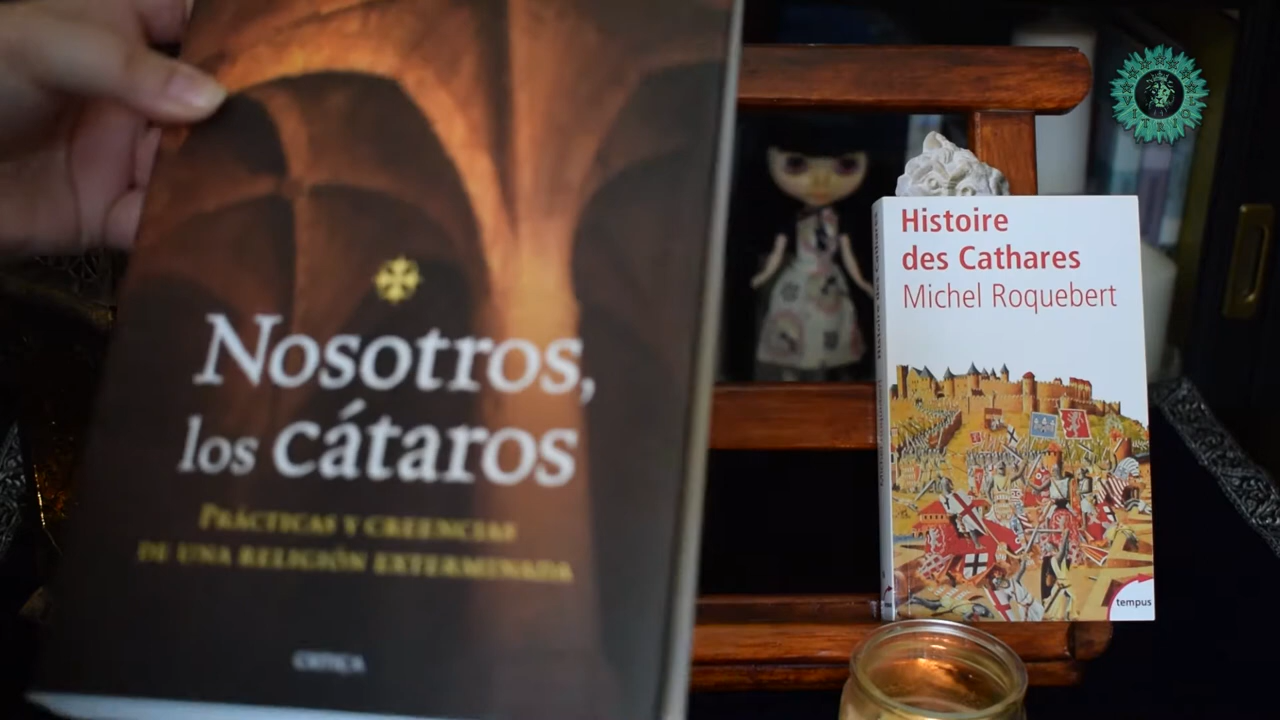 Nosotros,
los cátaros
PRÁCTICAS Y CREENCIAS
DE UNA RELIGIÓN EXTERMINADA
CRÍTICA
Histoire
des Cathares
Michel Roquebert
tempus